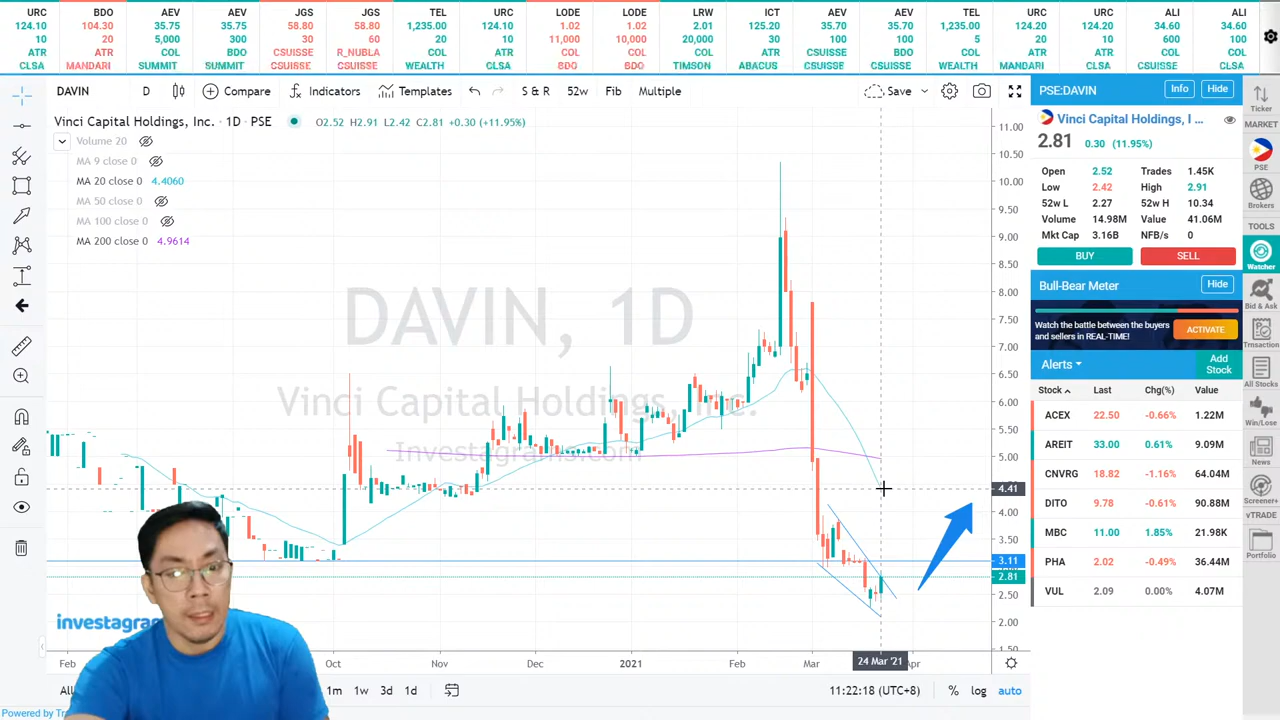 URC BDO AEV AEV JGS JGS TEL URC LODE LODE LRW ICT AEV AEV TEL URC URC ALI ALI
124.10 104.30 35.75 35.75 58.80 58.80 1,235.00 124.10 1.02 1.02 2.01 125.20 35.70 35.70 1,235.00 124.20 124.20 34.60 34.60
10 20 5,000 300 30 60 20 10 11,000 10,000 20,000 30 100 100 5 20 10 600 100
ATR ATR COL BDO CSUISSE R_NUBLA COL ATR COL COL COL ATR CSUISSE BDO COL ATR ATR COL COL
CLSA MANDARI SUMMIT SUMMIT CSUISSE CSUISSE WEALTH CLSA BDO BDO TIMSON ABACUS CSUISSE CSUISSE WEALTH MANDARI CLSA CSUISSE CLSA
DAVIN D Compare Indicators Templates S & R 52w Fib Multiple Save
Vinci Capital Holdings, Inc. · 1D · PSE O2.52 H2.91 L2.42 C2.81 +0.30 (+11.95%)
Volume 20
MA 9 close 0
MA 20 close 0 4.4060
MA 50 close 0
MA 100 close 0
MA 200 close 0 4.9614
DAVIN, 1D
Vinci Capital Holdings, Inc.
Investagrams.com
11.00
10.50
10.00
9.50
9.00
8.50
8.00
7.50
7.00
6.50
6.00
5.50
5.00
4.41
4.00
3.50
3.11
2.81
2.50
2.00
1.50
investagra
Feb Oct Nov Dec 2021 Feb Mar 24 Mar '21 Apr
All 1m 1w 3d 1d 11:22:18 (UTC+8) % log auto
Powered by Tra
PSE:DAVIN Info Hide
Vinci Capital Holdings, I ...
2.81 0.30 (11.95%)
Open 2.52 Trades 1.45K
Low 2.42 High 2.91
52w L 2.27 52w H 10.34
Volume 14.98M Value 41.06M
Mkt Cap 3.16B NFB/s 0
BUY SELL
Bull-Bear Meter Hide
Watch the battle between the buyers
and sellers in REAL-TIME!
ACTIVATE
Alerts Add
Stock
Stock Last Chg(%) Value
ACEX 22.50 -0.66% 1.22M
AREIT 33.00 0.61% 9.09M
CNVRG 18.82 -1.16% 64.04M
DITO 9.78 -0.61% 90.88M
MBC 11.00 1.85% 21.98K
PHA 2.02 -0.49% 36.44M
VUL 2.09 0.00% 4.07M
Ticker
MARKET
PSE
Brokers
TOOLS
Watcher
Bid & Ask
Trnsaction
All Stocks
Win/Lose
News
Screener+
vTRADE
Portfolio